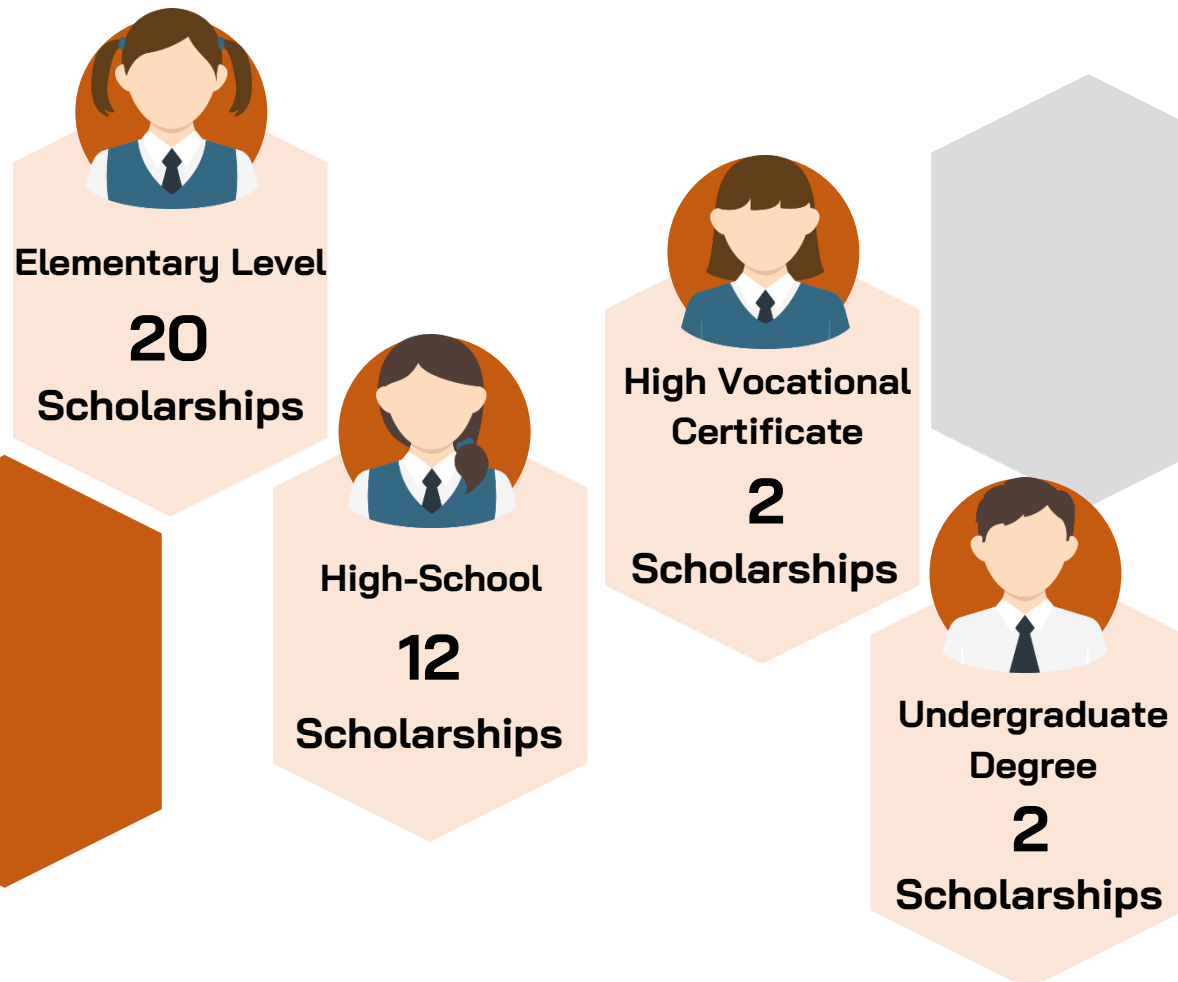 Elementary Level
20
Scholarships
High-School
12
Scholarships
High Vocational
Certificate
2
Scholarships
Undergraduate
Degree
2
Scholarships